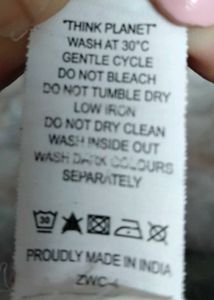 "THINK PLANET"
WASH AT 30°C
GENTLE CYCLE
DO NOT BLEACH
DO NOT TUMBLE DRY
LOW IRON
DO NOT DRY CLEAN
WASH INSIDE OUT
WASH DARK COLOURS
SEPARATELY
30
PROUDLY MADE IN INDIA